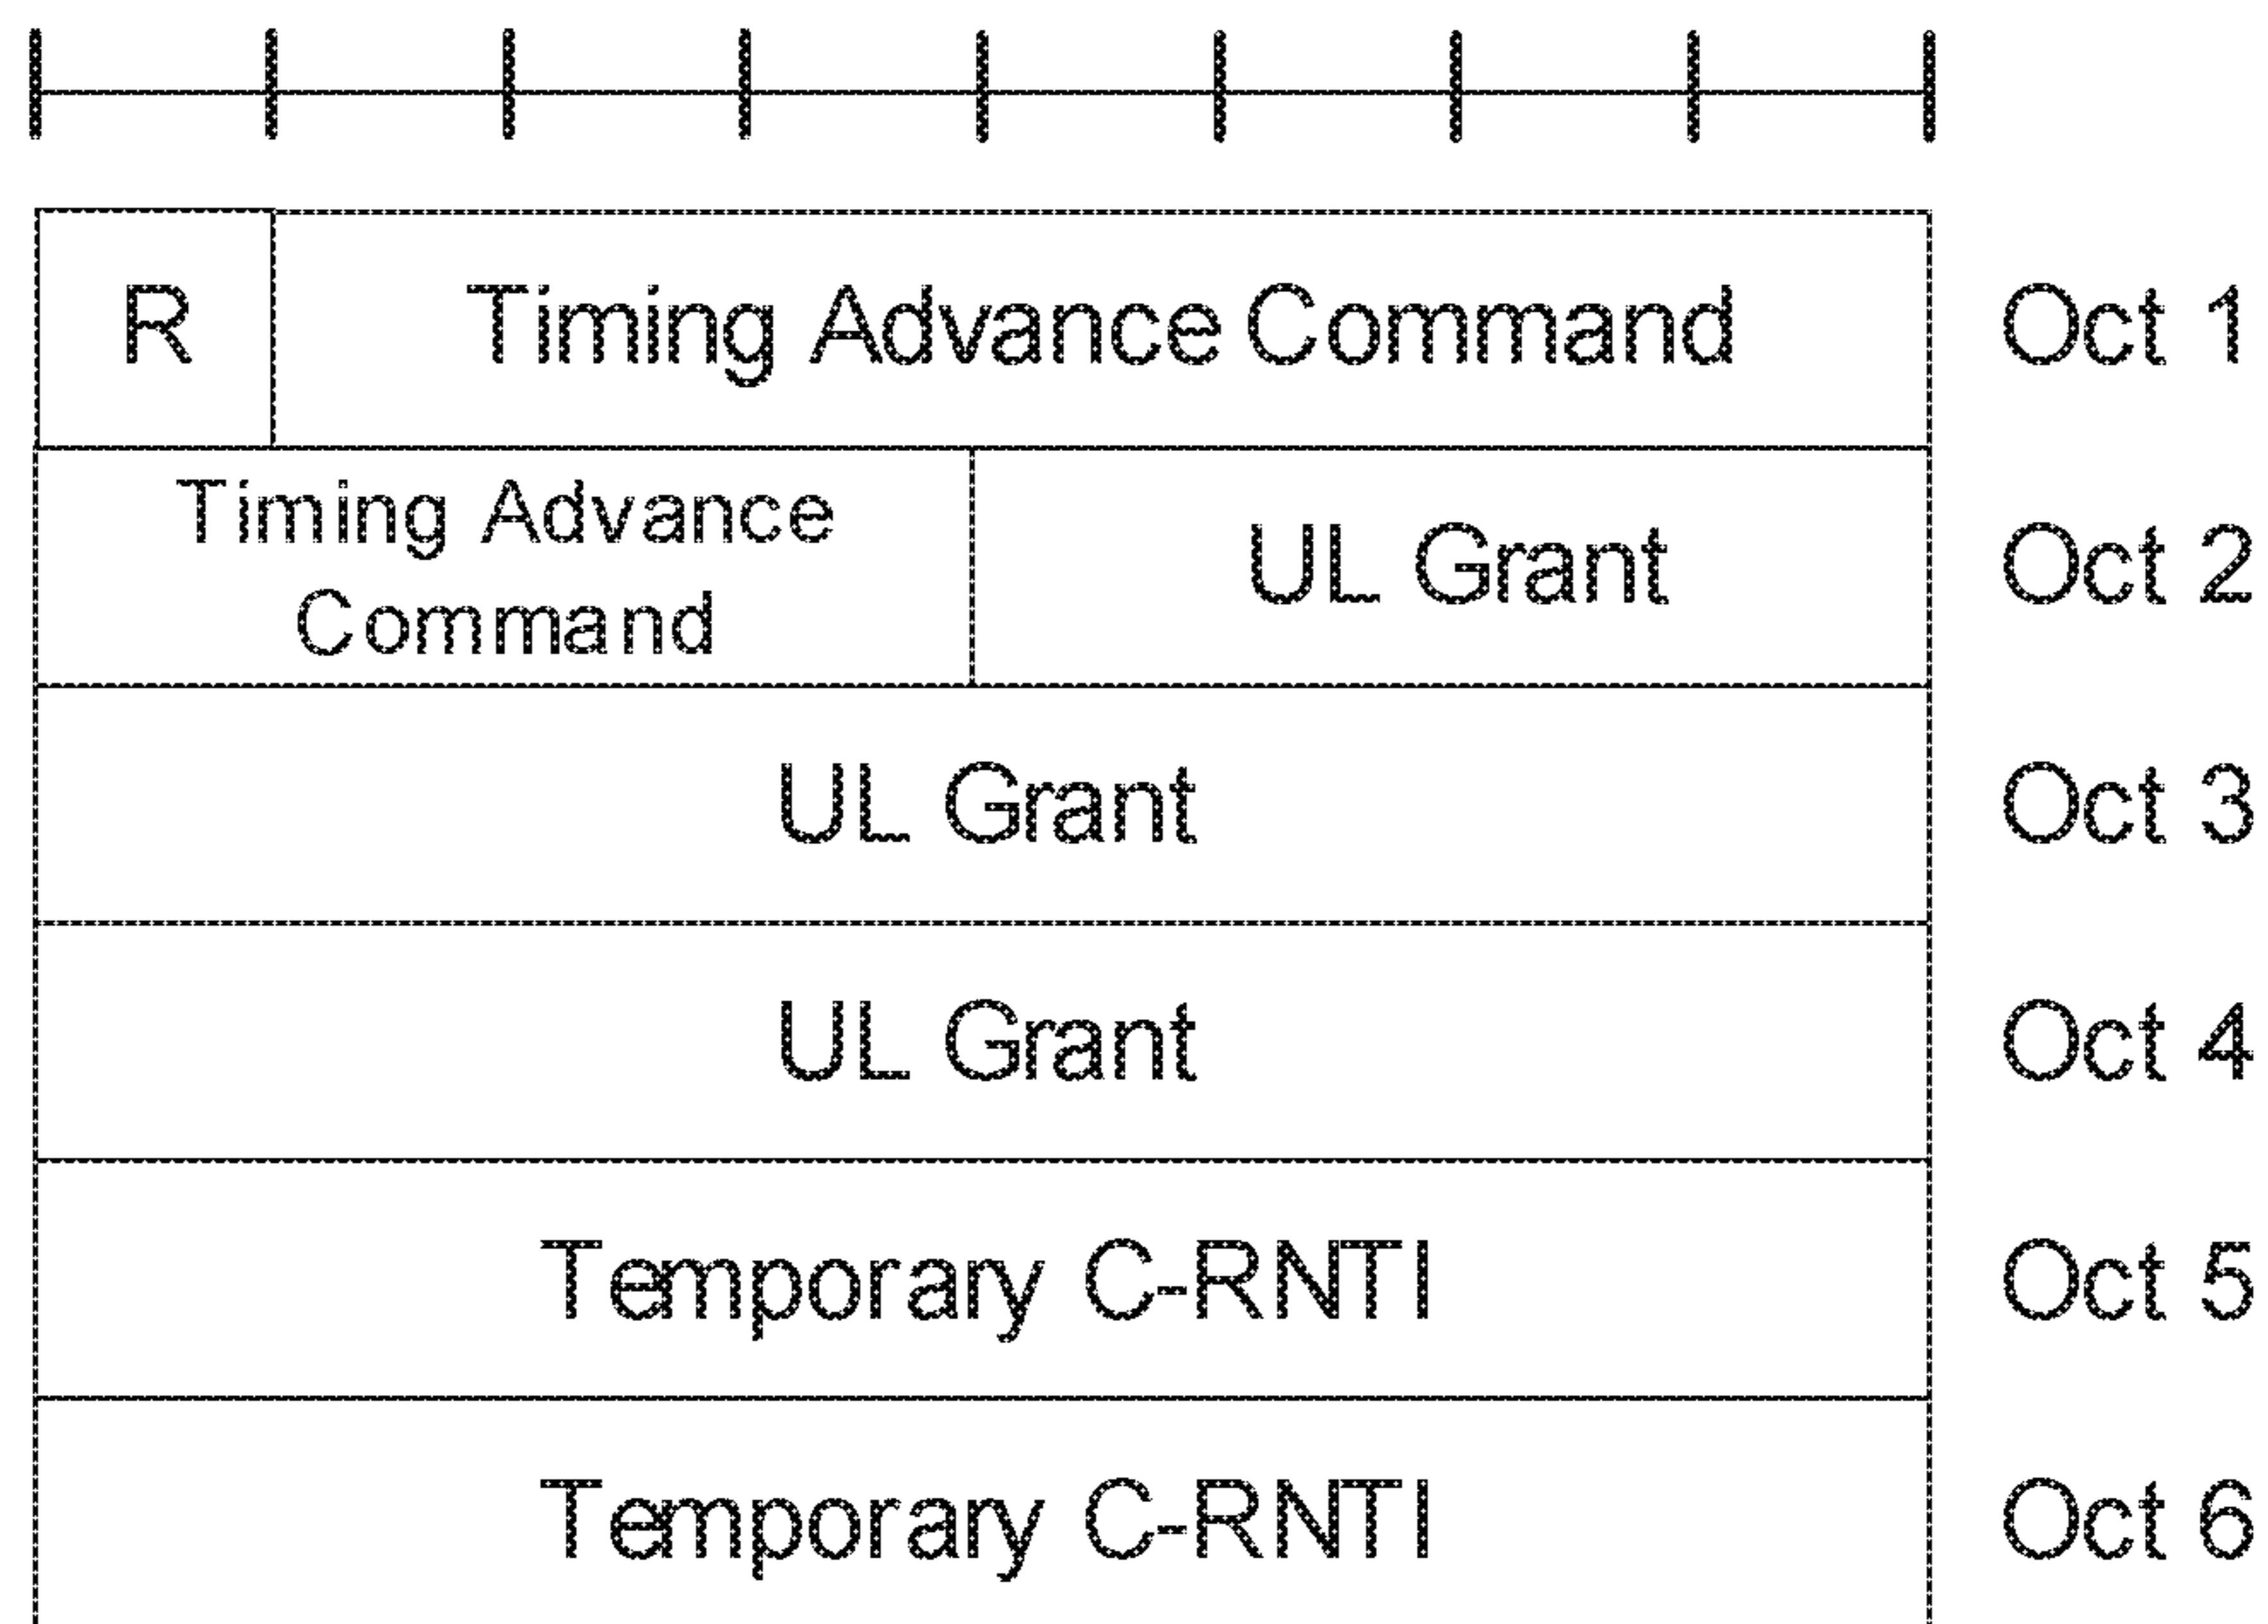 R Timing Advance Command Oct 1
Timing Advance
Command UL Grant Oct 2
UL Grant Oct 3
UL Grant Oct 4
Temporary C-RNTI Oct 5
Temporary C-RNTI Oct 6